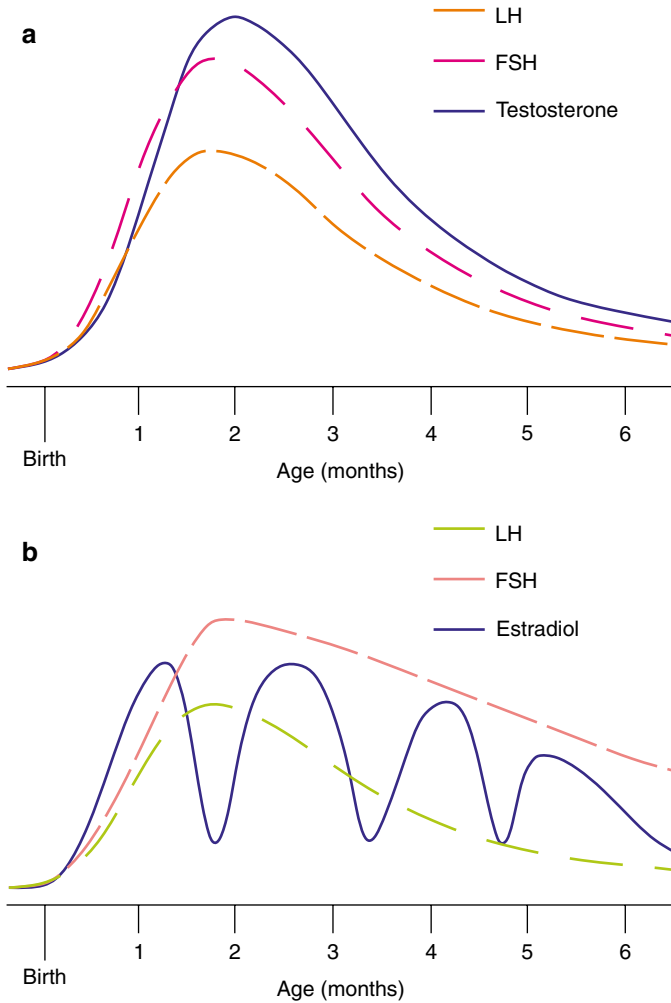 a
LH
FSH
Testosterone
1 2 3 4 5 6
Birth
Age (months)
b
LH
FSH
Estradiol
1 2 3 4 5 6
Birth
Age (months)